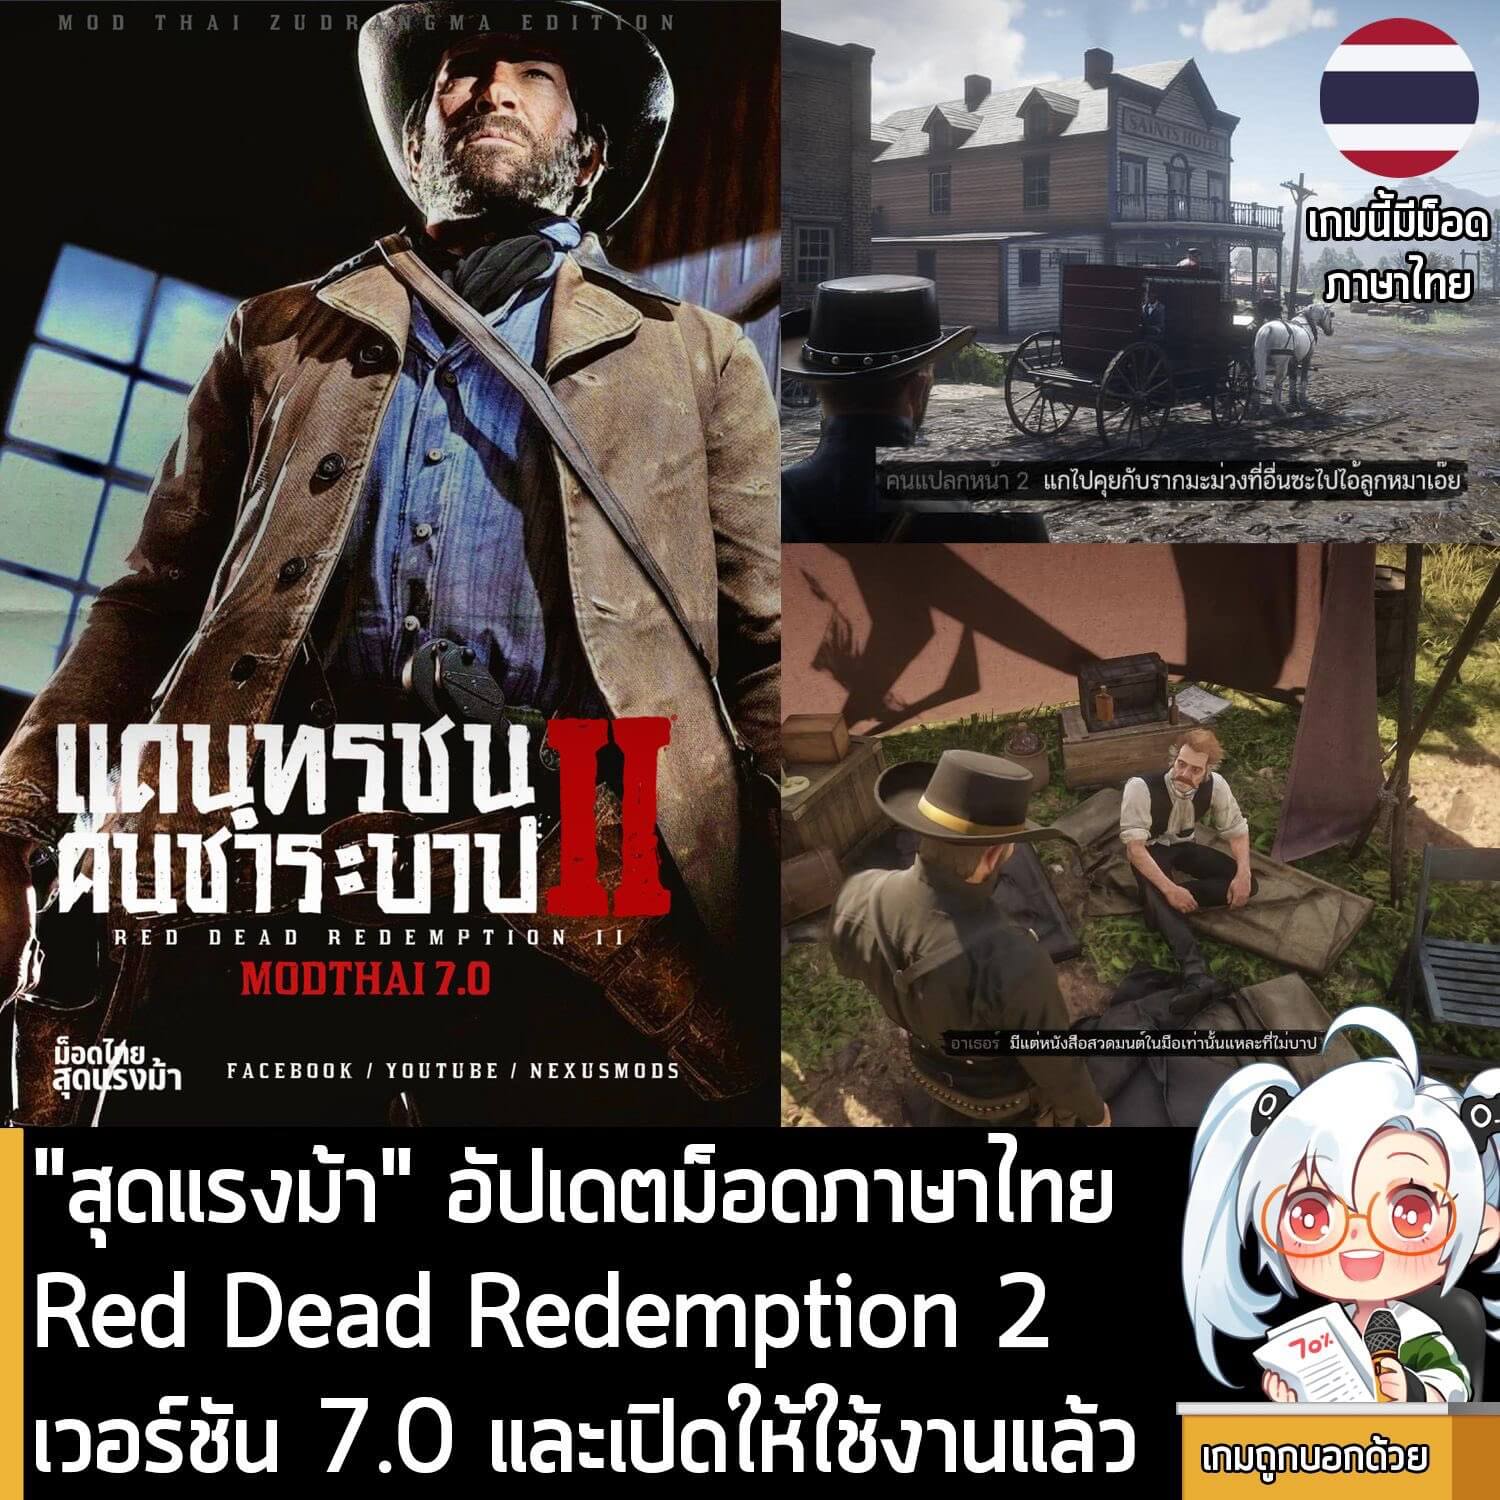 MOD THAI ZUDRANGMA EDITION
แดนทรชน
คนชำระบาป II
RED DEAD REDEMPTION II
MODTHAI 7.0
ม็อดไทย
สุดแรงม้า
FACEBOOK / YOUTUBE / NEXUSMODS
SAINTS HOTEL
เกมนี้มีม็อด
ภาษาไทย
คนแปลกหน้า 2 แกไปคุยกับรากมะม่วงที่อื่นซะไปไอ้ลูกหมาเอ๊ย
อาเธอร์ มีแต่หนังสือสวดมนต์ในมือเท่านั้นแหละที่ไม่บาป
"สุดแรงม้า" อัปเดตม็อดภาษาไทย
Red Dead Redemption 2
เวอร์ชัน 7.0 และเปิดให้ใช้งานแล้ว
70%
เกมถูกบอกด้วย